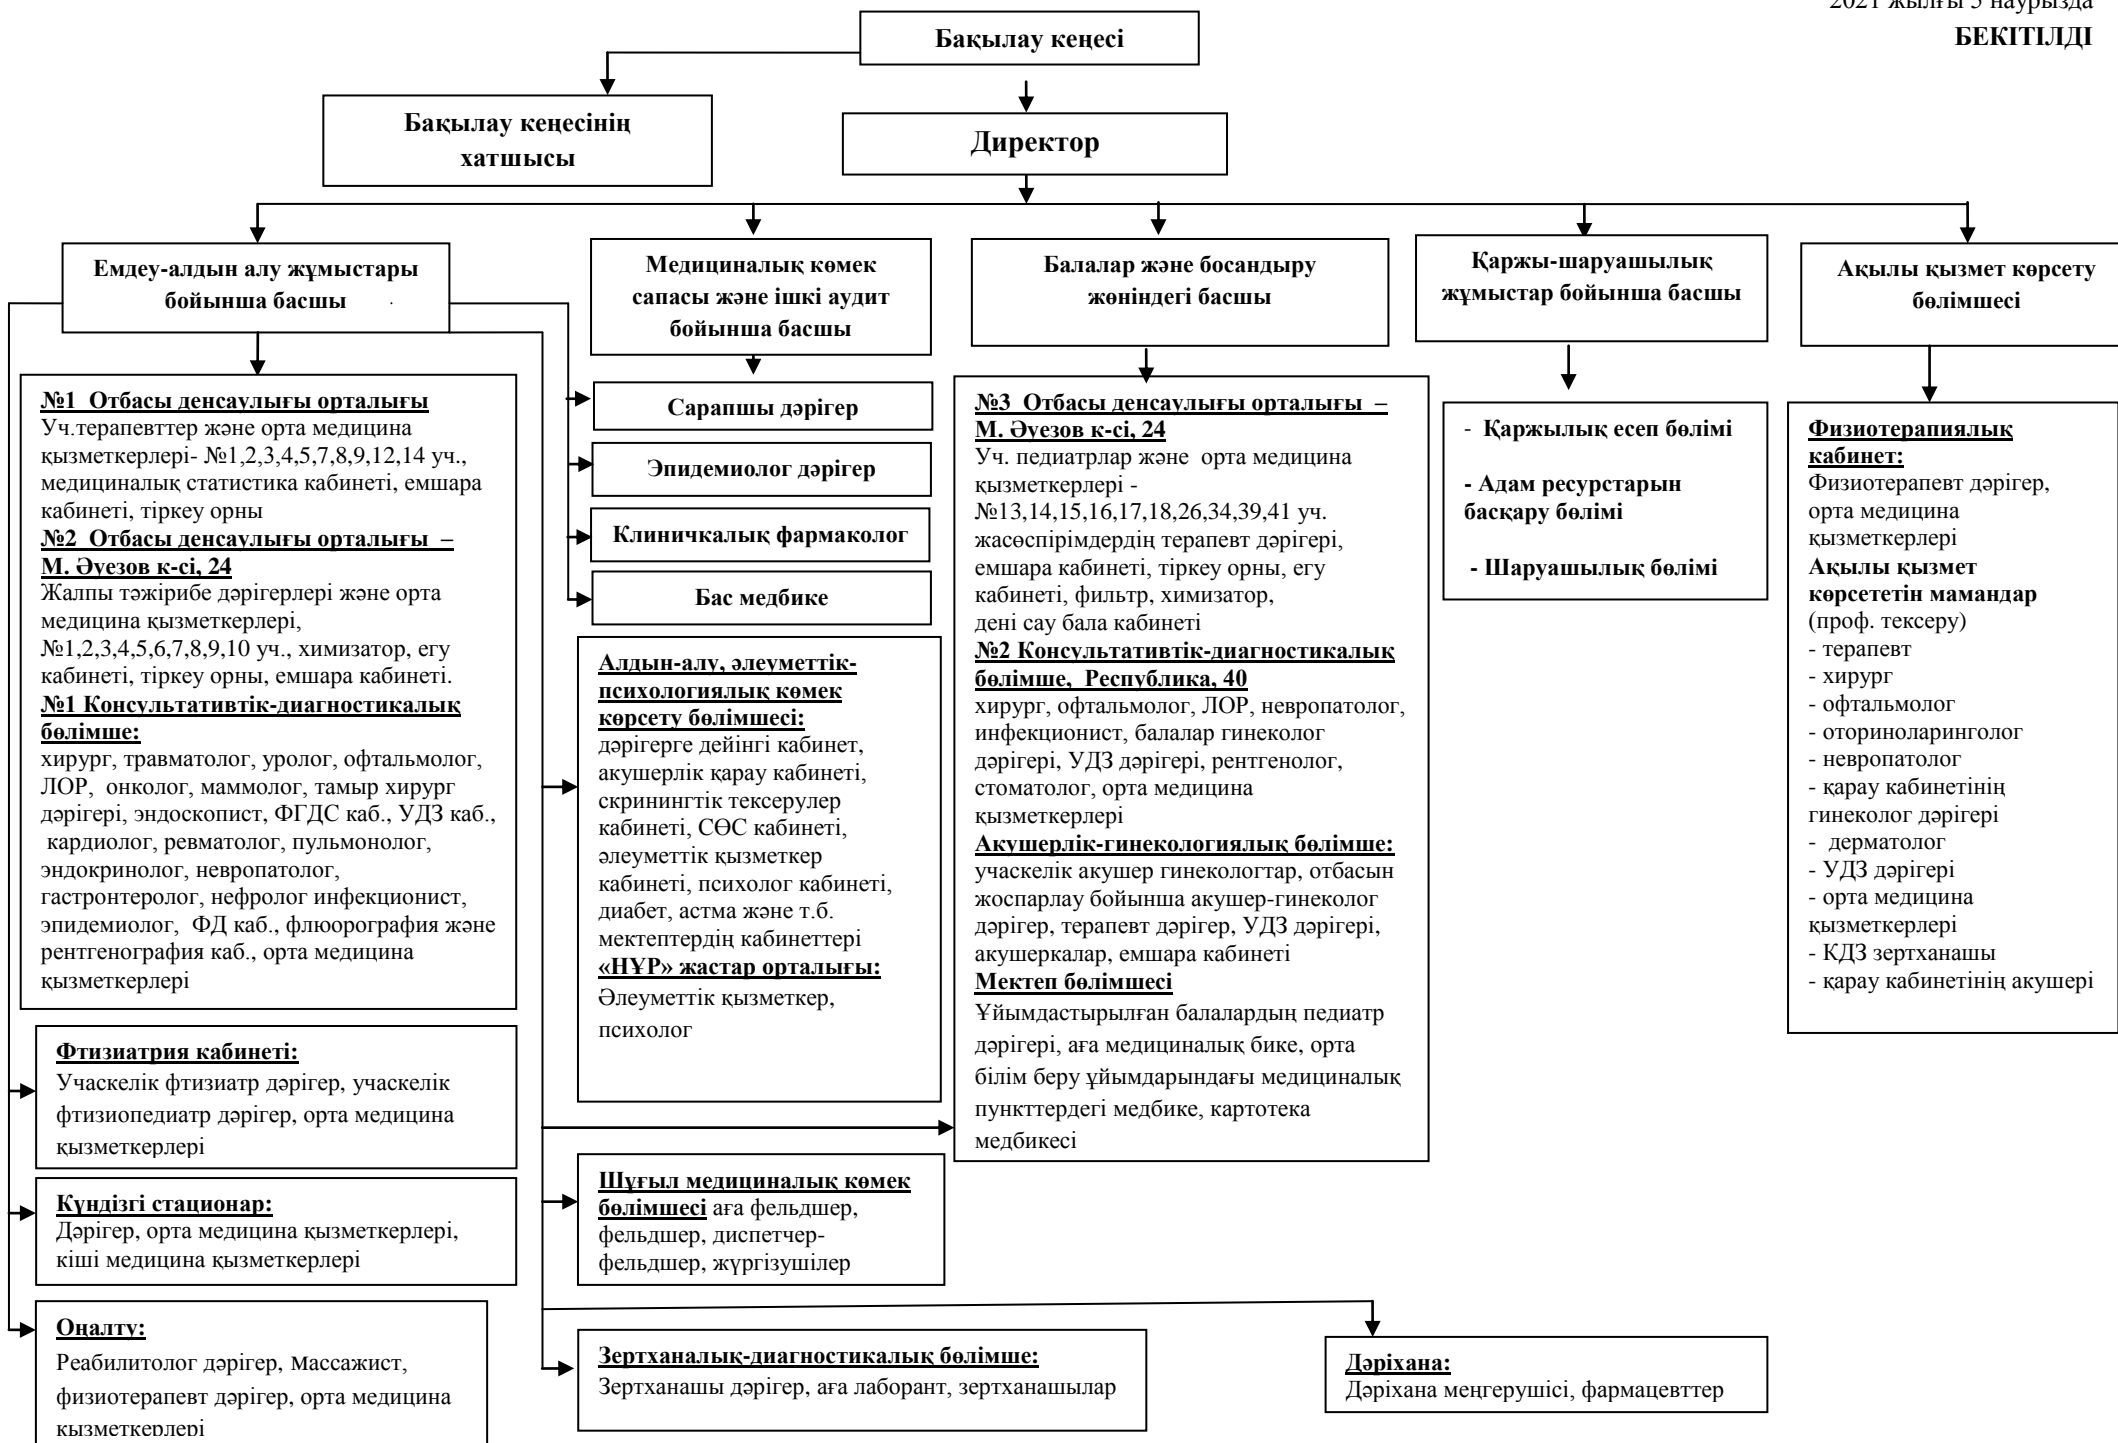 2021 жылғы 5 наурызда
БЕКІТІЛДІ
Бақылау кеңесі
Бақылау кеңесінің
хатшысы
Директор
Емдеу-алдын алу жұмыстары
бойынша басшы
Медициналық көмек
сапасы және ішкі аудит
бойынша басшы
Балалар және босандыру
жөніндегі басшы
Қаржы-шаруашылық
жұмыстар бойынша басшы
Ақылы қызмет көрсету
бөлімшесі
№1 Отбасы денсаулығы орталығы
Уч.терапевттер және орта медицина
қызметкерлері- №1,2,3,4,5,7,8,9,12,14 уч.,
медициналық статистика кабинеті, емшара
кабинеті, тіркеу орны
№2 Отбасы денсаулығы орталығы –
М. Әуезов к-сі, 24
Жалпы тәжірибе дәрігерлері және орта
медицина қызметкерлері,
№1,2,3,4,5,6,7,8,9,10 уч., химизатор, егу
кабинеті, тіркеу орны, емшара кабинеті.
№1 Консультативтік-диагностикалық
бөлімше:
хирург, травматолог, уролог, офтальмолог,
ЛОР, онколог, маммолог, тамыр хирург
дәрігері, эндоскопист, ФГДС каб., УДЗ каб.,
кардиолог, ревматолог, пульмонолог,
эндокринолог, невропатолог,
гастронтеролог, нефролог инфекционист,
эпидемиолог, ФД каб., флюорография және
рентгенография каб., орта медицина
қызметкерлері
Фтизиатрия кабинеті:
Учаскелік фтизиатр дәрігер, учаскелік
фтизиопедиатр дәрігер, орта медицина
қызметкерлері
Күндізгі стационар:
Дәрігер, орта медицина қызметкерлері,
кіші медицина қызметкерлері
Оңалту:
Реабилитолог дәрігер, массажист,
физиотерапевт дәрігер, орта медицина
қызметкерлері
Сарапшы дәрігер
Эпидемиолог дәрігер
Клиничкалық фармаколог
Бас медбике
Алдын-алу, әлеуметтік-
психологиялық көмек
көрсету бөлімшесі:
дәрігерге дейінгі кабинет,
акушерлік қарау кабинеті,
скринингтік тексерулер
кабинеті, СӨС кабинеті,
әлеуметтік қызметкер
кабинеті, психолог кабинеті,
диабет, астма және т.б.
мектептердің кабинеттері
«НҰР» жастар орталығы:
Әлеуметтік қызметкер,
психолог
Шұғыл медициналық көмек
бөлімшесі аға фельдшер,
фельдшер, диспетчер-
фельдшер, жүргізушілер
Зертханалық-диагностикалық бөлімше:
Зертханашы дәрігер, аға лаборант, зертханашылар
№3 Отбасы денсаулығы орталығы –
М. Әуезов к-сі, 24
Уч. педиатрлар және орта медицина
қызметкерлері -
№13,14,15,16,17,18,26,34,39,41 уч.
жасөспірімдердің терапевт дәрігері,
емшара кабинеті, тіркеу орны, егу
кабинеті, фильтр, химизатор,
дені сау бала кабинеті
№2 Консультативтік-диагностикалық
бөлімше, Республика, 40
хирург, офтальмолог, ЛОР, невропатолог,
инфекционист, балалар гинеколог
дәрігері, УДЗ дәрігері, рентгенолог,
стоматолог, орта медицина
қызметкерлері
Акушерлік-гинекологиялық бөлімше:
учаскелік акушер гинекологтар, отбасын
жоспарлау бойынша акушер-гинеколог
дәрігер, терапевт дәрігер, УДЗ дәрігері,
акушеркалар, емшара кабинеті
Мектеп бөлімшесі
Ұйымдастырылған балалардың педиатр
дәрігері, аға медициналық бике, орта
білім беру ұйымдарындағы медициналық
пункттердегі медбике, картотека
медбикесі
- Қаржылық есеп бөлімі
- Адам ресурстарын
басқару бөлімі
- Шаруашылық бөлімі
Физиотерапиялық
кабинет:
Физиотерапевт дәрігер,
орта медицина
қызметкерлері
Ақылы қызмет
көрсететін мамандар
(проф. тексеру)
- терапевт
- хирург
- офтальмолог
- оториноларинголог
- невропатолог
- қарау кабинетінің
гинеколог дәрігері
- дерматолог
- УДЗ дәрігері
- орта медицина
қызметкерлері
- КДЗ зертханашы
- қарау кабинетінің акушері
Дәріхана:
Дәріхана меңгерушісі, фармацевттер